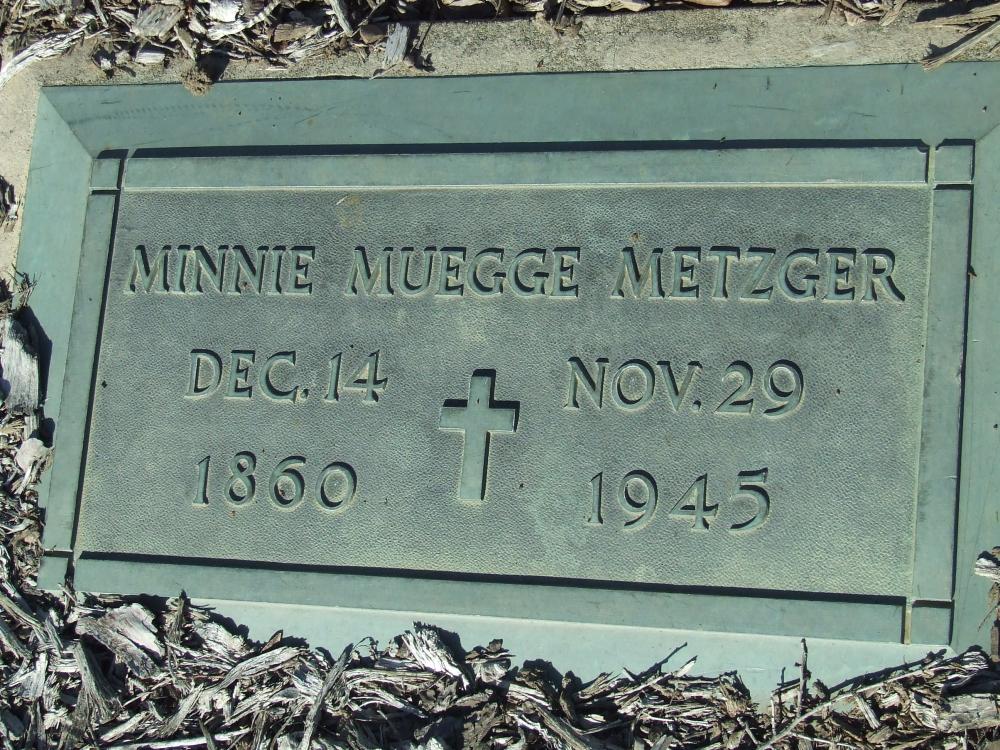 MINNIE MUEGGE METZGER
DEC. 14 NOV. 29
1860 1945